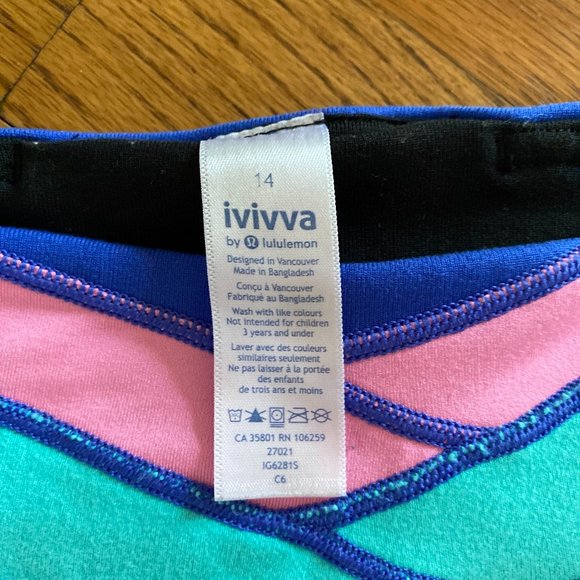 14
ivivva
by lululemon
Designed in Vancouver
Made in Bangladesh
Conçu à Vancouver
Fabriqué au Bangladesh
Wash with like colours
Not intended for children
3 years and under
Laver avec des couleurs
similaires seulement
Ne pas laisser à la portée
des enfants
de trois ans et moins
CA 35801 RN 106259
27021
IG6281S
C6